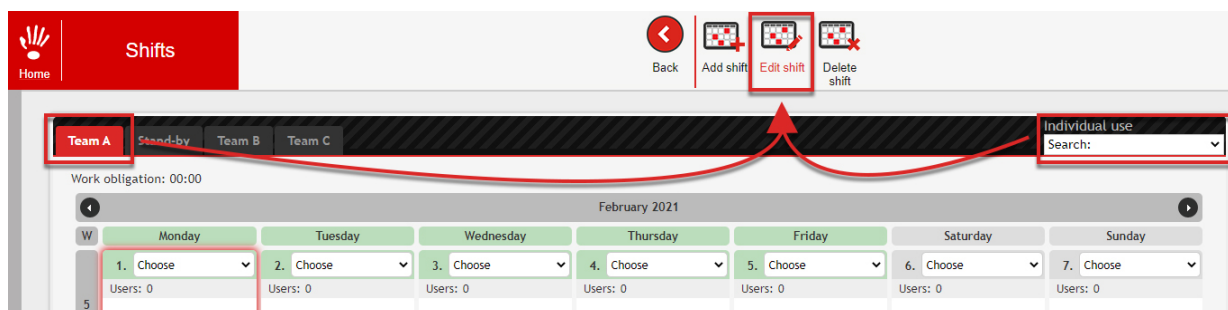 Home
Shifts
Back
Add shift
Edit shift
Delete
shift
Team A
Stand-by
Team B
Team C
Individual use
Search:
Work obligation: 00:00
February 2021
W
Monday
Tuesday
Wednesday
Thursday
Friday
Saturday
Sunday
1. Choose
2. Choose
3. Choose
4. Choose
5. Choose
6. Choose
7. Choose
5
Users: 0
Users: 0
Users: 0
Users: 0
Users: 0
Users: 0
Users: 0